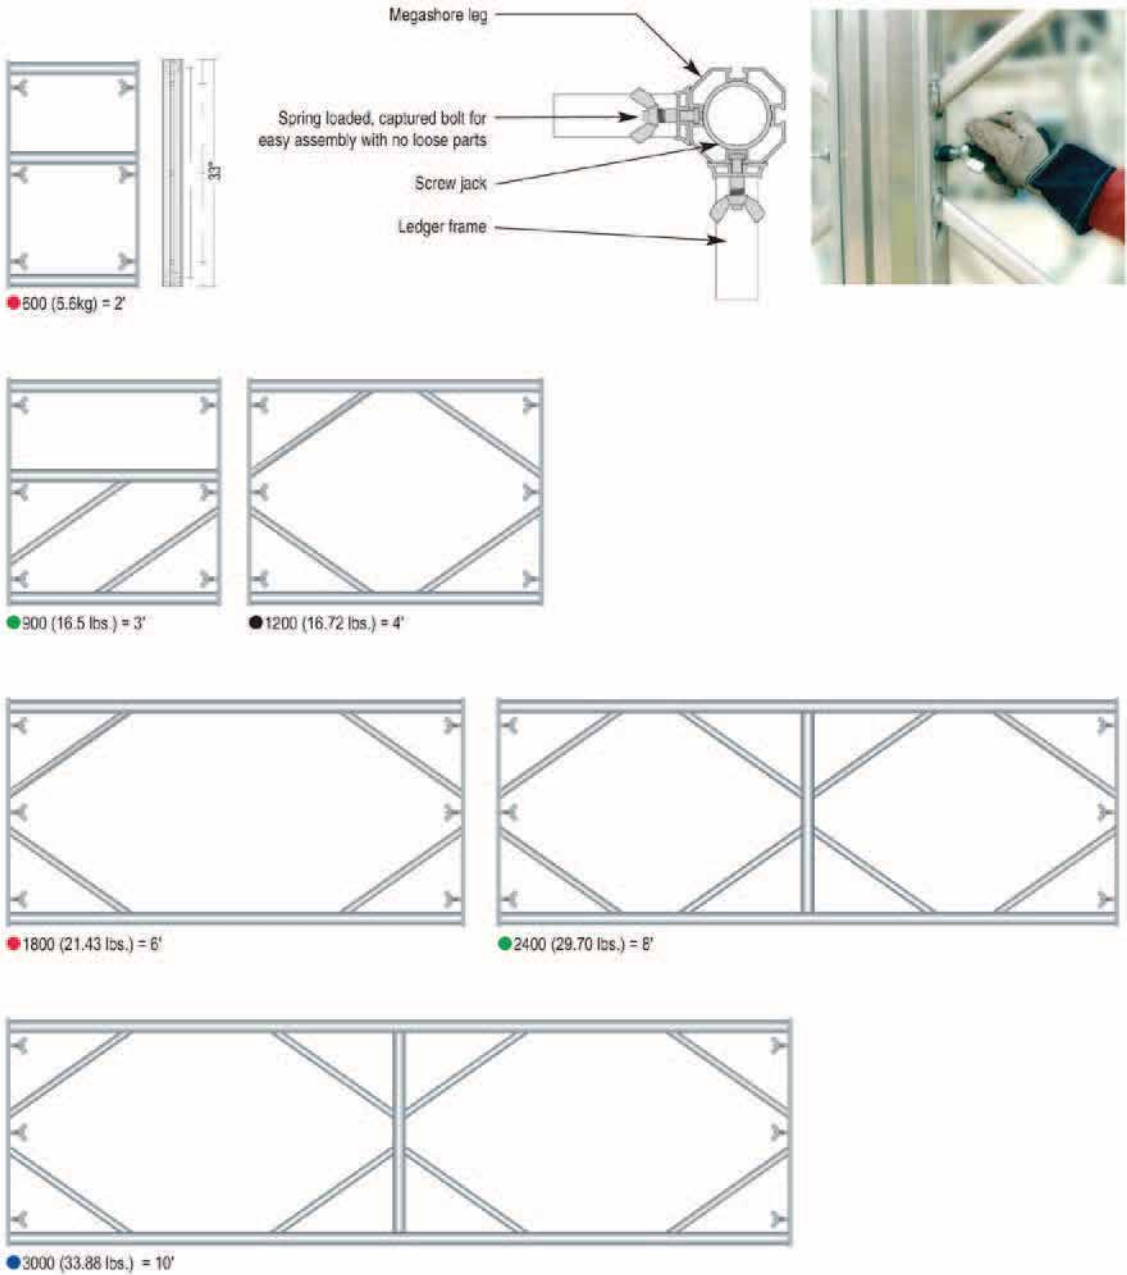 Megashore leg
Spring loaded, captured bolt for
easy assembly with no loose parts
Screw jack
Ledger frame
33"
600 (5.6kg) = 2'
900 (16.5 lbs.) = 3'
1200 (16.72 lbs.) = 4'
1800 (21.43 lbs.) = 6'
2400 (29.70 lbs.) = 8'
3000 (33.88 lbs.) = 10'